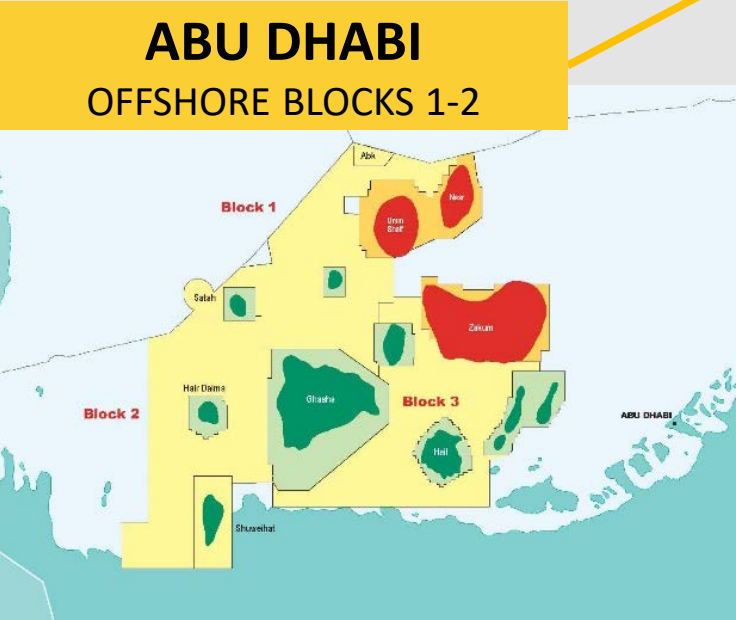 ABU DHABI
OFFSHORE BLOCKS 1-2
Abk
Block 1
Nasr
Umm
Shaif
Satah
Zakum
Hair Dalma
Ghasha
Block 3
Block 2
ABU DHABI
Hail
Shuweihat